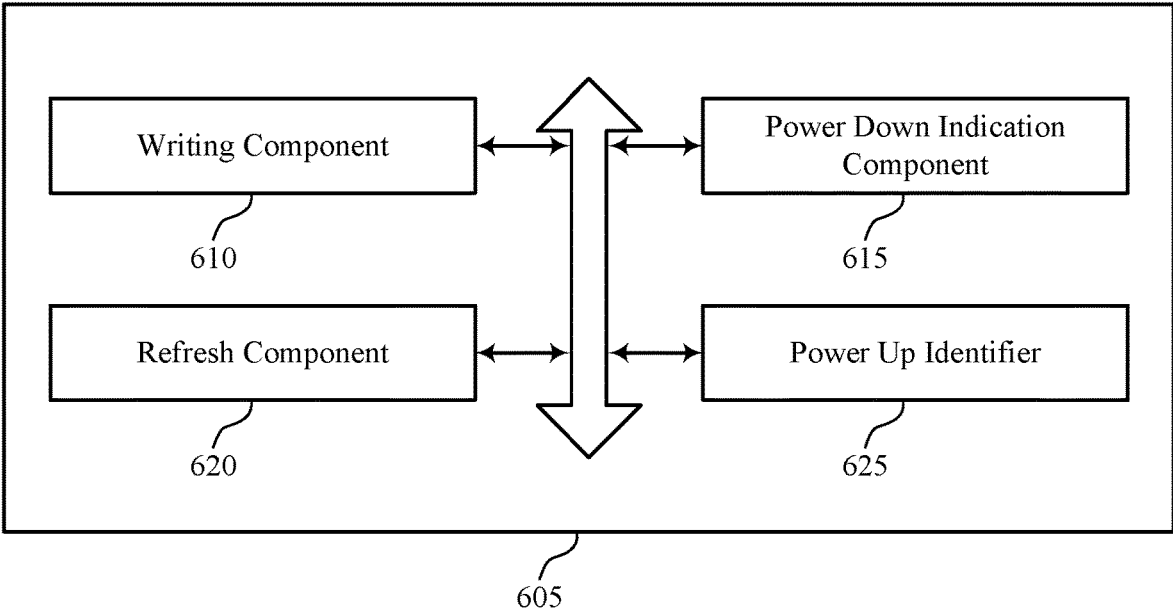 Writing Component
610
Power Down Indication
Component
615
Refresh Component
620
Power Up Identifier
625
605